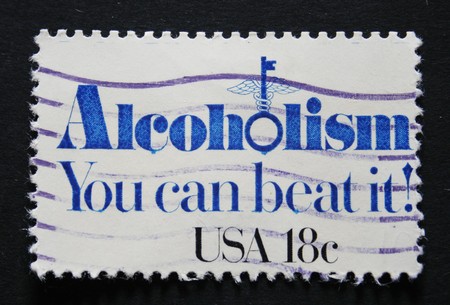 Alcoholism
You can beat it!
USA 18c